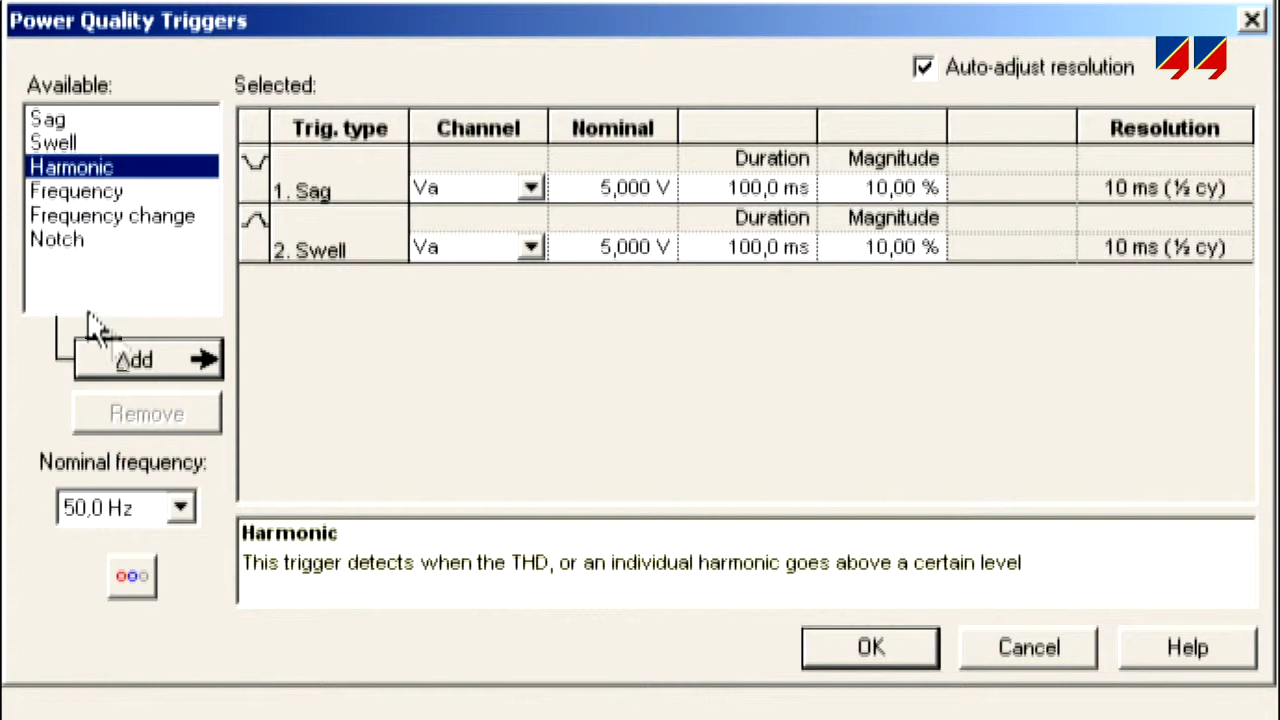 Power Quality Triggers
Auto-adjust resolution
Available:
Selected:
Sag
Swell
Harmonic
Frequency
Frequency change
Notch
Trig. type Channel Nominal Resolution
Duration Magnitude
1. Sag Va 5,000 V 100,0 ms 10,00 % 10 ms (½ cy)
Duration Magnitude
2. Swell Va 5,000 V 100,0 ms 10,00 % 10 ms (½ cy)
Add
Remove
Nominal frequency:
50,0 Hz
Harmonic
This trigger detects when the THD, or an individual harmonic goes above a certain level
OK Cancel Help